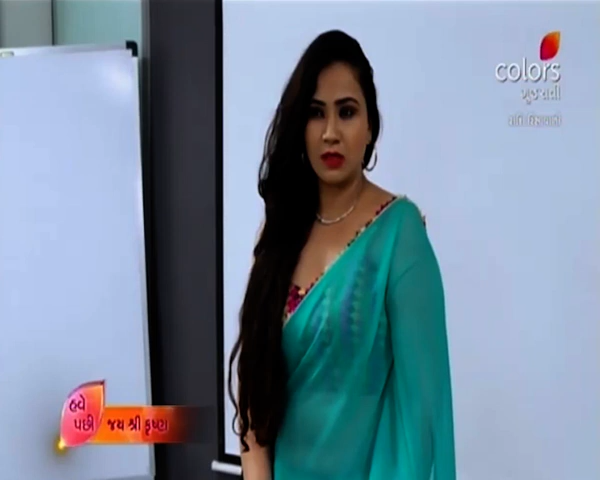 colors
ગુજરાતી
હવે
પછી
જય શ્રી કૃષ્ણ